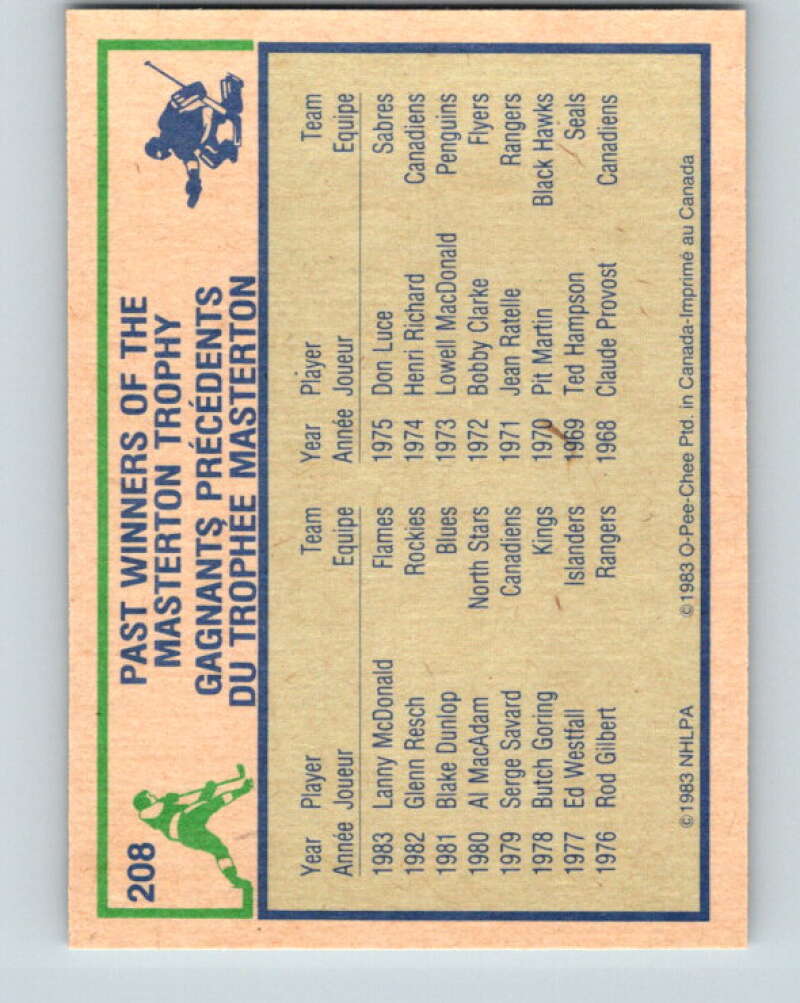 208
PAST WINNERS OF THE
MASTERTON TROPHY
GAGNANTS PRÉCÉDENTS
DU TROPHÉE MASTERTON
Year Player Team
Année Joueur Equipe
1983 Lanny McDonald Flames
1982 Glenn Resch Rockies
1981 Blake Dunlop Blues
1980 Al MacAdam North Stars
1979 Serge Savard Canadiens
1978 Butch Goring Kings
1977 Ed Westfall Islanders
1976 Rod Gilbert Rangers
Year Player Team
Année Joueur Equipe
1975 Don Luce Sabres
1974 Henri Richard Canadiens
1973 Lowell MacDonald Penguins
1972 Bobby Clarke Flyers
1971 Jean Ratelle Rangers
1970 Pit Martin Black Hawks
1969 Ted Hampson Seals
1968 Claude Provost Canadiens
©1983 NHLPA ©1983 O-Pee-Chee Ptd. in Canada-Imprimé au Canada